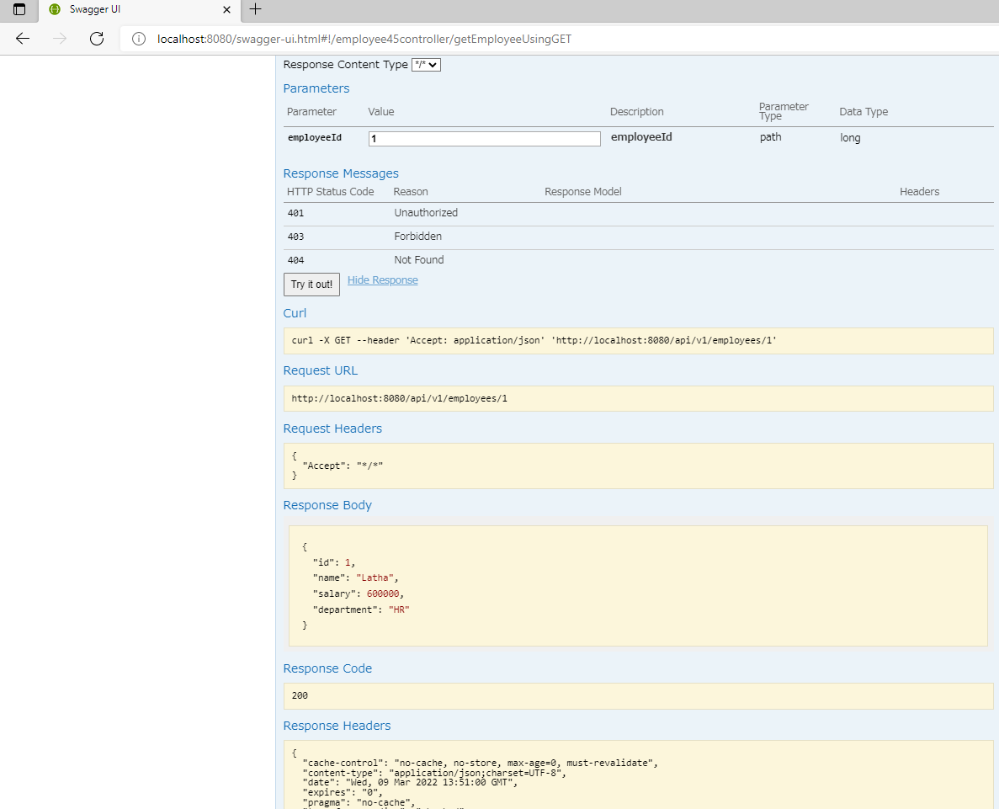 Swagger UI
localhost:8080/swagger-ui.html#!/employee45controller/getEmployeeUsingGET
Response Content Type */*
Parameters
Parameter Value Description Parameter Type Data Type
employeeId 1 employeeId path long
Response Messages
HTTP Status Code Reason Response Model Headers
401 Unauthorized
403 Forbidden
404 Not Found
Try it out! Hide Response
Curl
curl -X GET --header 'Accept: application/json' 'http://localhost:8080/api/v1/employees/1'
Request URL
http://localhost:8080/api/v1/employees/1
Request Headers
{
"Accept": "*/*"
}
Response Body
{
"id": 1,
"name": "Latha",
"salary": 600000,
"department": "HR"
}
Response Code
200
Response Headers
{
"cache-control": "no-cache, no-store, max-age=0, must-revalidate",
"content-type": "application/json;charset=UTF-8",
"date": "Wed, 09 Mar 2022 13:51:00 GMT",
"expires": "0",
"pragma": "no-cache",